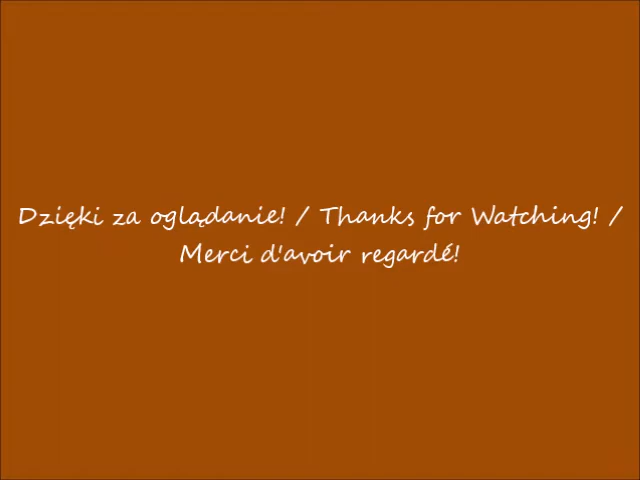 Dzięki za oglądanie! / Thanks for Watching! /
Merci d'avoir regardé!